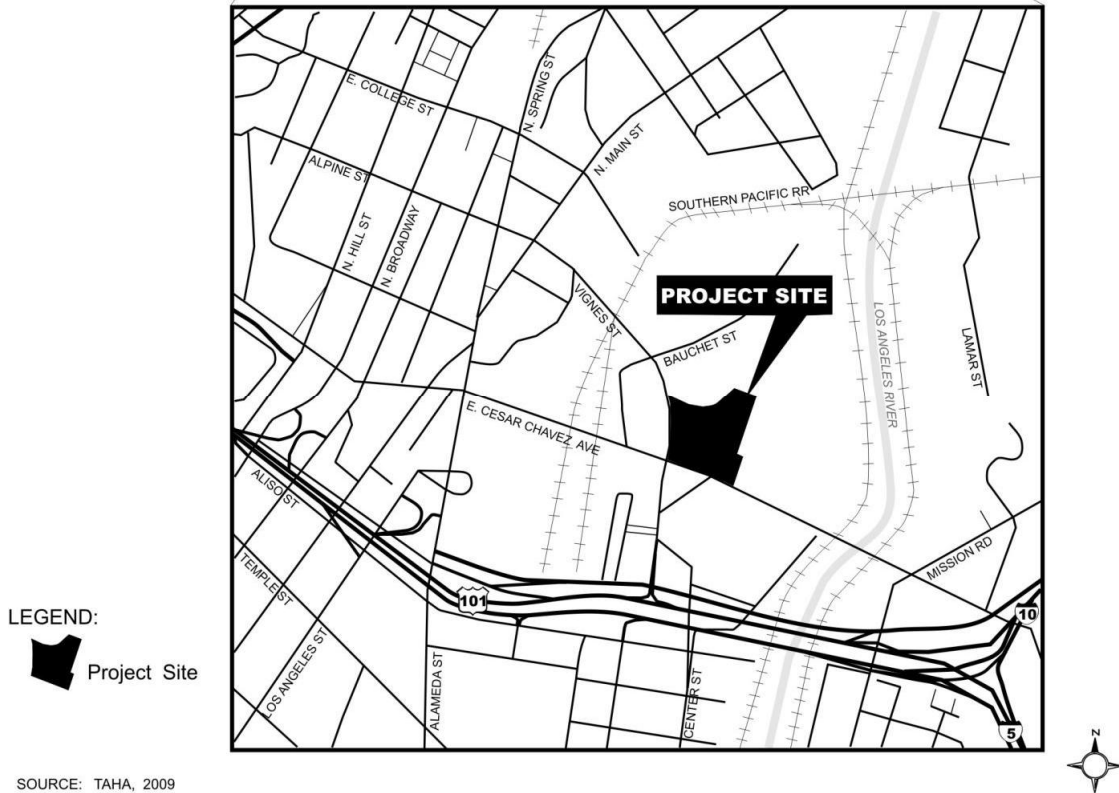 E. COLLEGE ST
N. SPRING ST
N. MAIN ST
ALPINE ST
SOUTHERN PACIFIC RR
N. HILL ST
N. BROADWAY
VIGNES ST
PROJECT SITE
BAUCHET ST
LOS ANGELES RIVER
LAMAR ST
E. CESAR CHAVEZ AVE
ALISO ST
TEMPLE ST
MISSION RD
101
10
LOS ANGELES ST
ALAMEDA ST
CENTER ST
5
LEGEND:
Project Site
N
SOURCE: TAHA, 2009